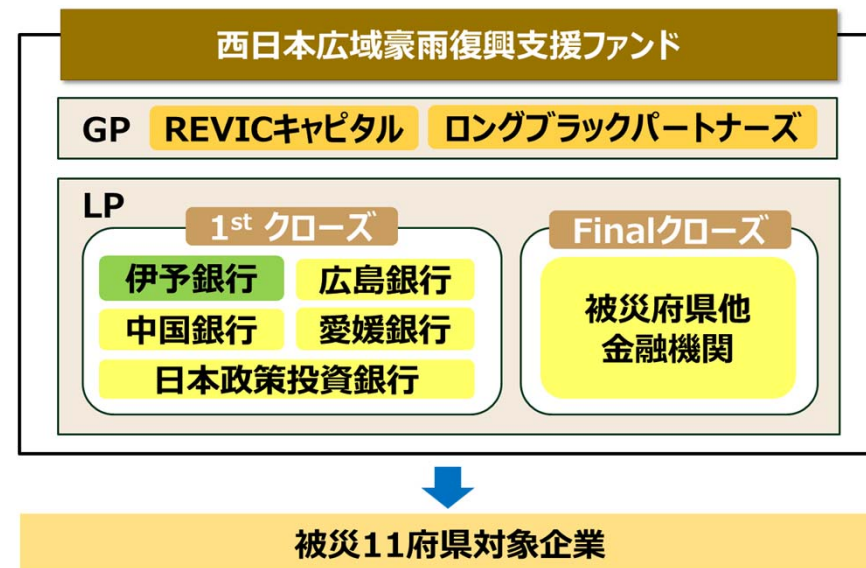 西日本広域豪雨復興支援ファンド
GP REVICキャピタル ロングブラックパートナーズ
LP
1st クローズ
伊予銀行 広島銀行
中国銀行 愛媛銀行
日本政策投資銀行
Finalクローズ
被災府県他
金融機関
被災11府県対象企業